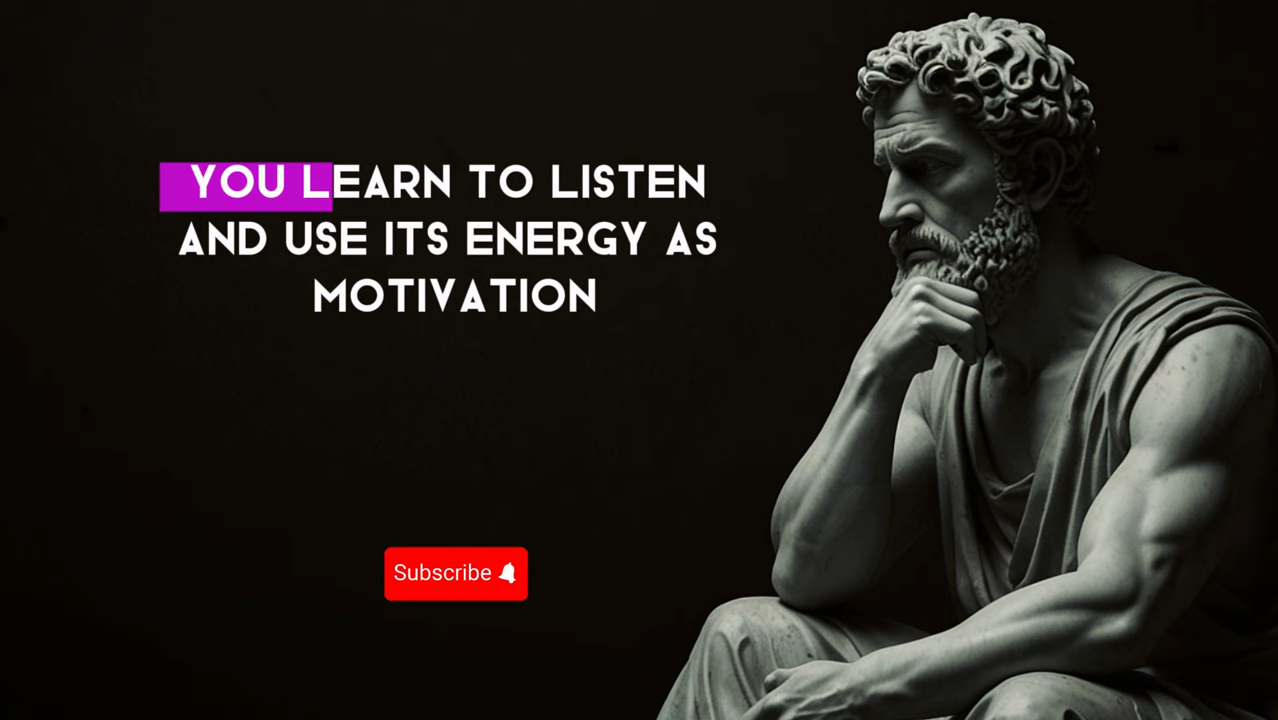 YOU LEARN TO LISTEN
AND USE ITS ENERGY AS
MOTIVATION
Subscribe